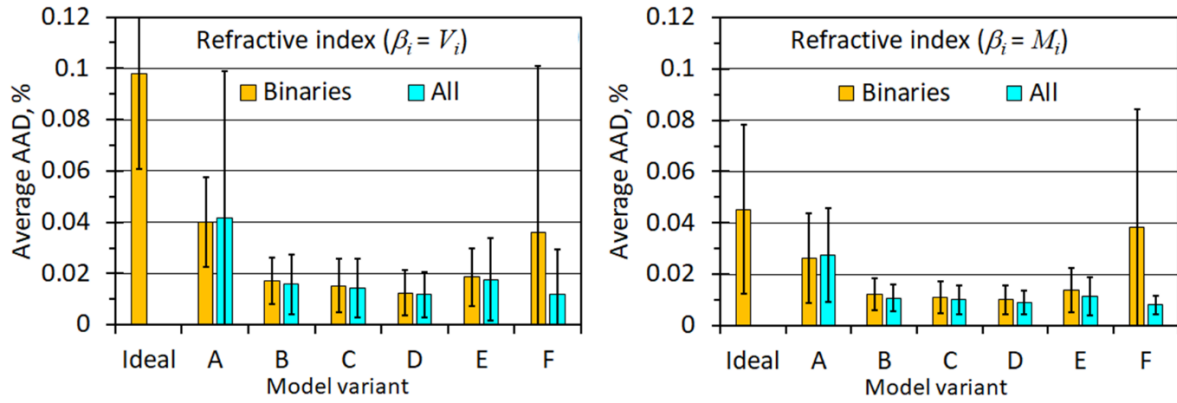 Refractive index (βi = Vi)
Binaries All
Average AAD, %
0.12
0.1
0.08
0.06
0.04
0.02
0
Ideal A B C D E F
Model variant
Refractive index (βi = Mi)
Binaries All
Average AAD, %
0.12
0.1
0.08
0.06
0.04
0.02
0
Ideal A B C D E F
Model variant